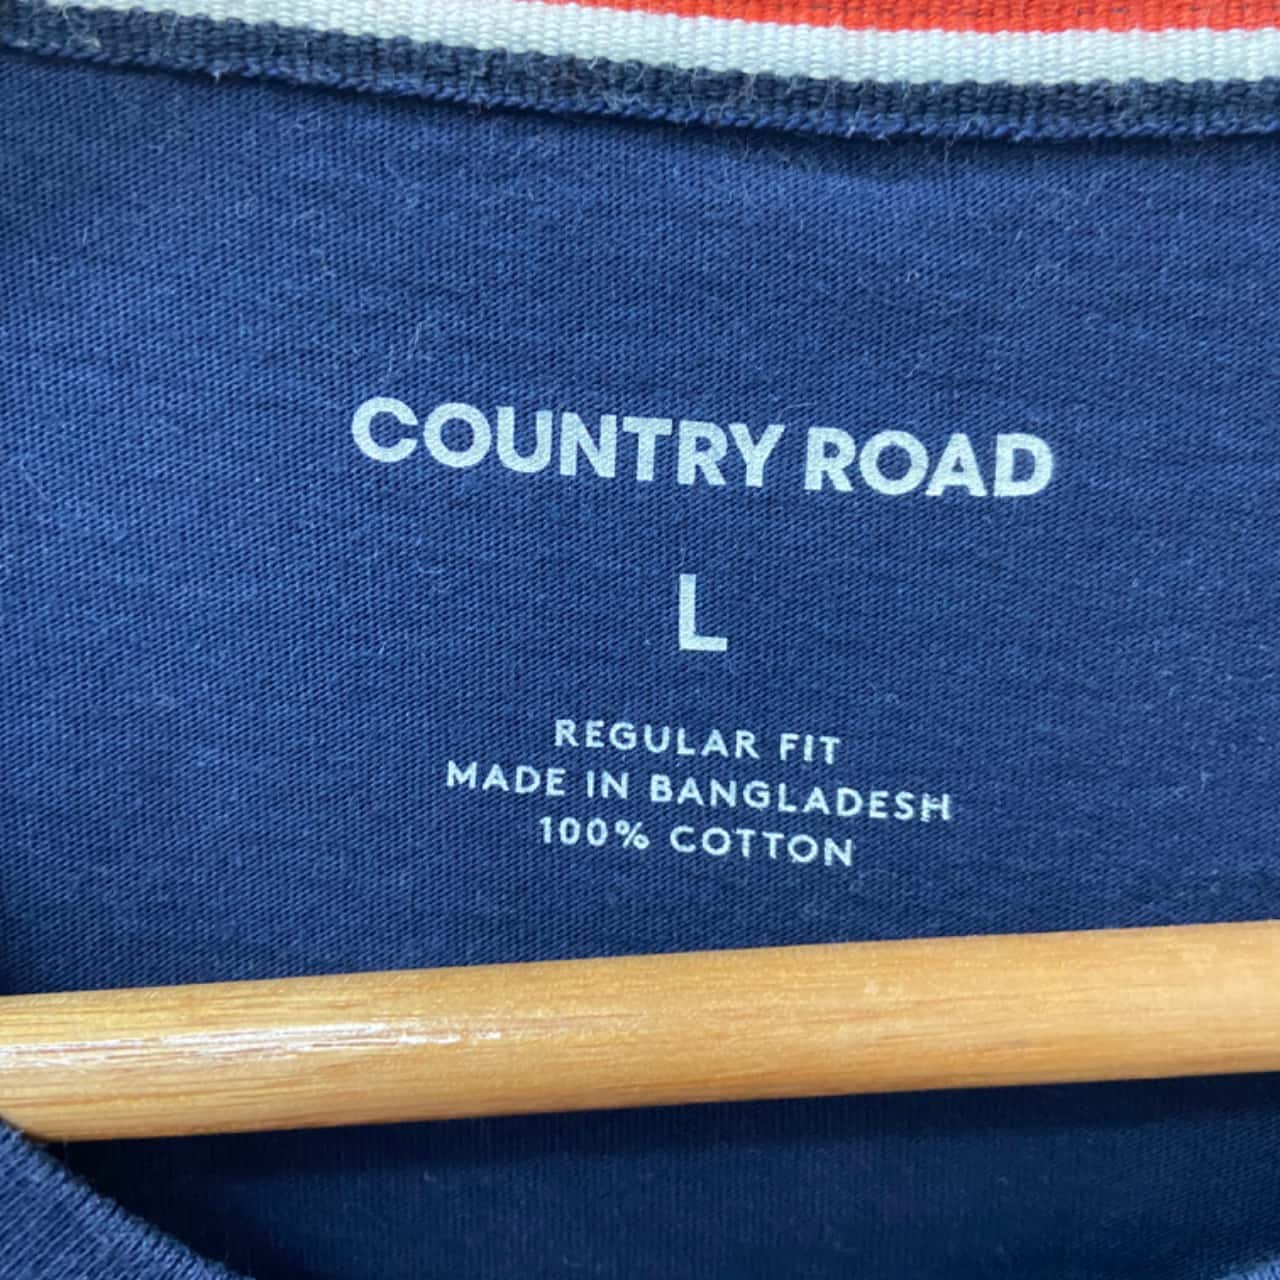 COUNTRY ROAD
L
REGULAR FIT
MADE IN BANGLADESH
100% COTTON